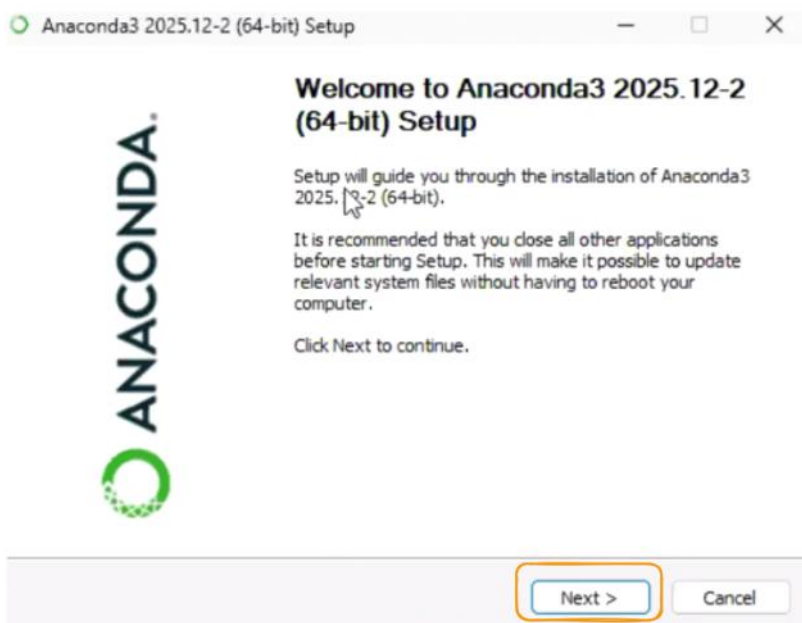 Anaconda3 2025.12-2 (64-bit) Setup
ANACONDA.
Welcome to Anaconda3 2025.12-2
(64-bit) Setup
Setup will guide you through the installation of Anaconda3
2025. -2 (64-bit).
It is recommended that you close all other applications
before starting Setup. This will make it possible to update
relevant system files without having to reboot your
computer.
Click Next to continue.
Next >
Cancel